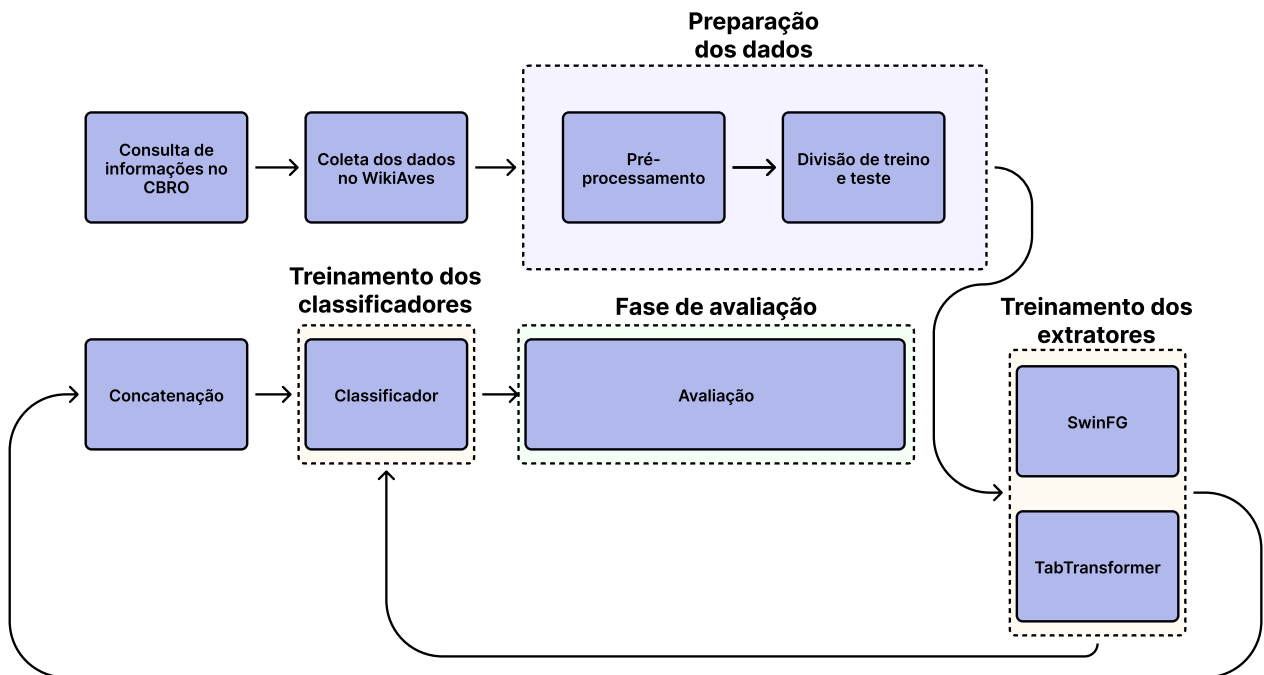 Preparação
dos dados
Consulta de
informações no
CBRO
Coleta dos dados
no WikiAves
Pré-
processamento
Divisão de treino
e teste
Treinamento dos
classificadores
Fase de avaliação
Treinamento dos
extratores
Concatenação
Classificador
Avaliação
SwinFG
TabTransformer